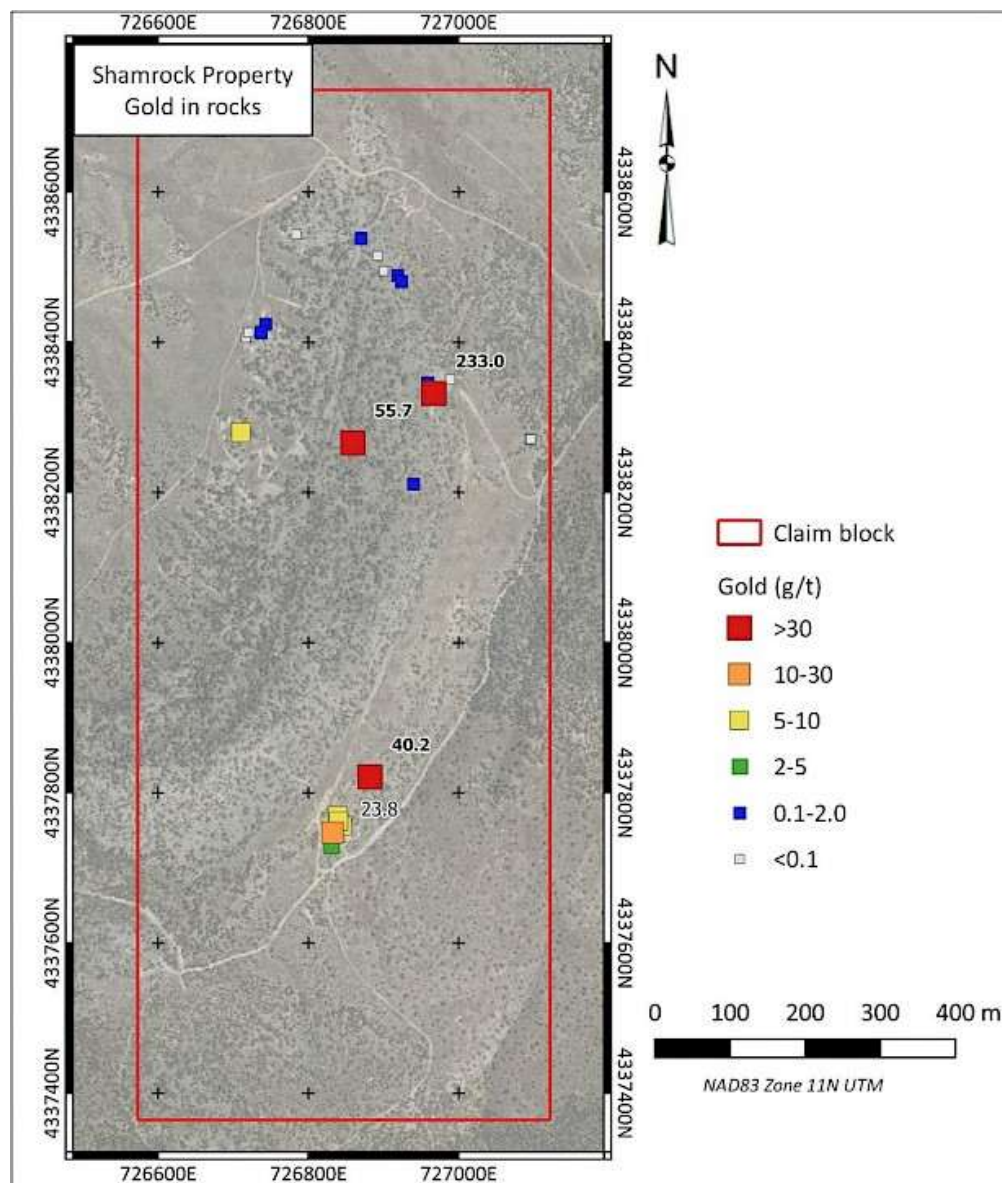 726600E 726800E 727000E
Shamrock Property
Gold in rocks
N
4338600N 4338600N
4338400N 4338400N
233.0
55.7
4338200N 4338200N
Claim block
Gold (g/t)
>30
4338000N 4338000N
10-30
5-10
40.2
2-5
4337800N 4337800N
23.8
0.1-2.0
<0.1
4337600N 4337600N
0 100 200 300 400 m
NAD83 Zone 11N UTM
4337400N 4337400N
726600E 726800E 727000E